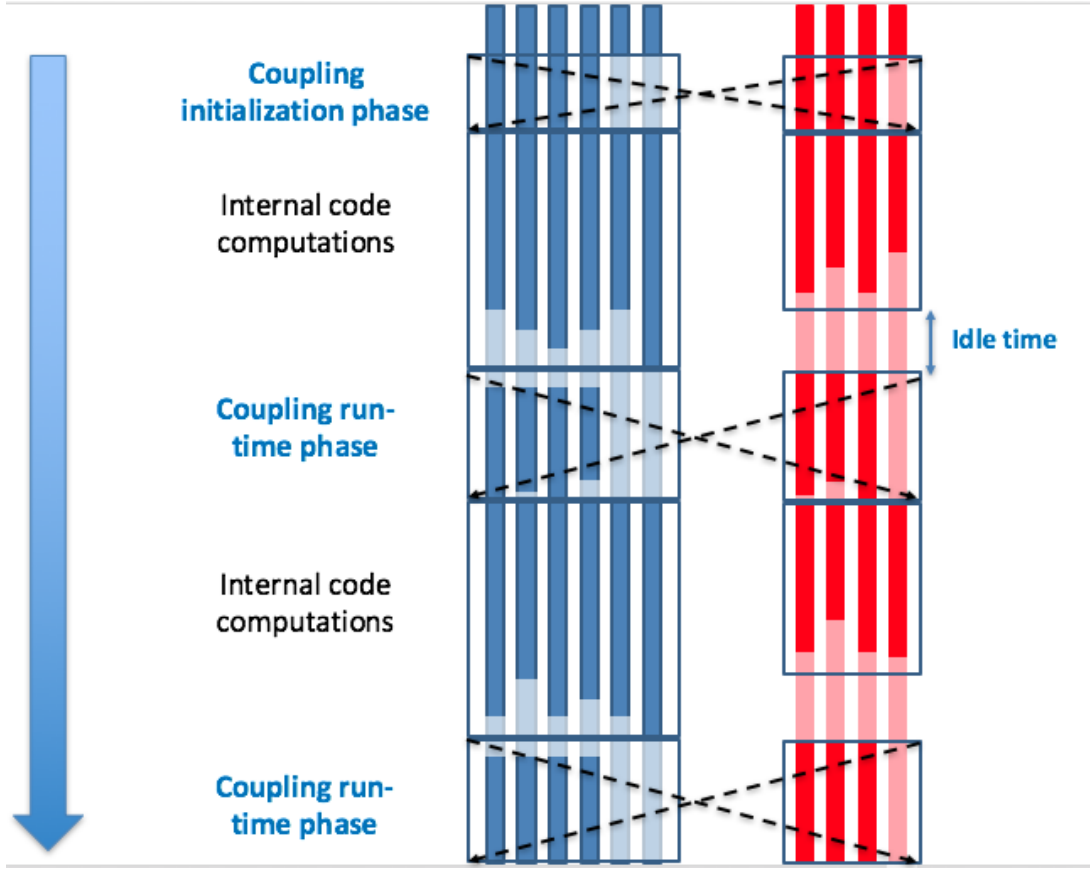 Coupling
initialization phase
Internal code
computations
Idle time
Coupling run-
time phase
Internal code
computations
Coupling run-
time phase